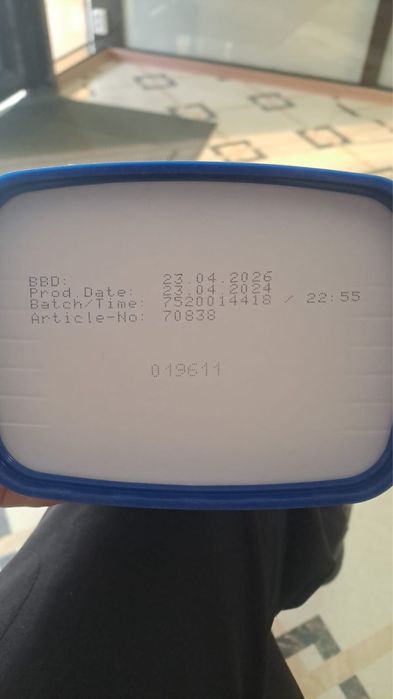 BBD: 23.04.2026
Prod.Date: 23.04.2024
Batch/Time: 7520014418 / 22:55
Article-No: 70838
019611